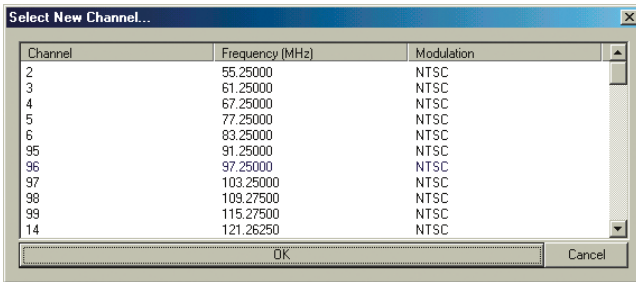 Select New Channel...
Channel Frequency (MHz) Modulation
2 55.25000 NTSC
3 61.25000 NTSC
4 67.25000 NTSC
5 77.25000 NTSC
6 83.25000 NTSC
95 91.25000 NTSC
96 97.25000 NTSC
97 103.25000 NTSC
98 109.27500 NTSC
99 115.27500 NTSC
14 121.26250 NTSC
OK Cancel